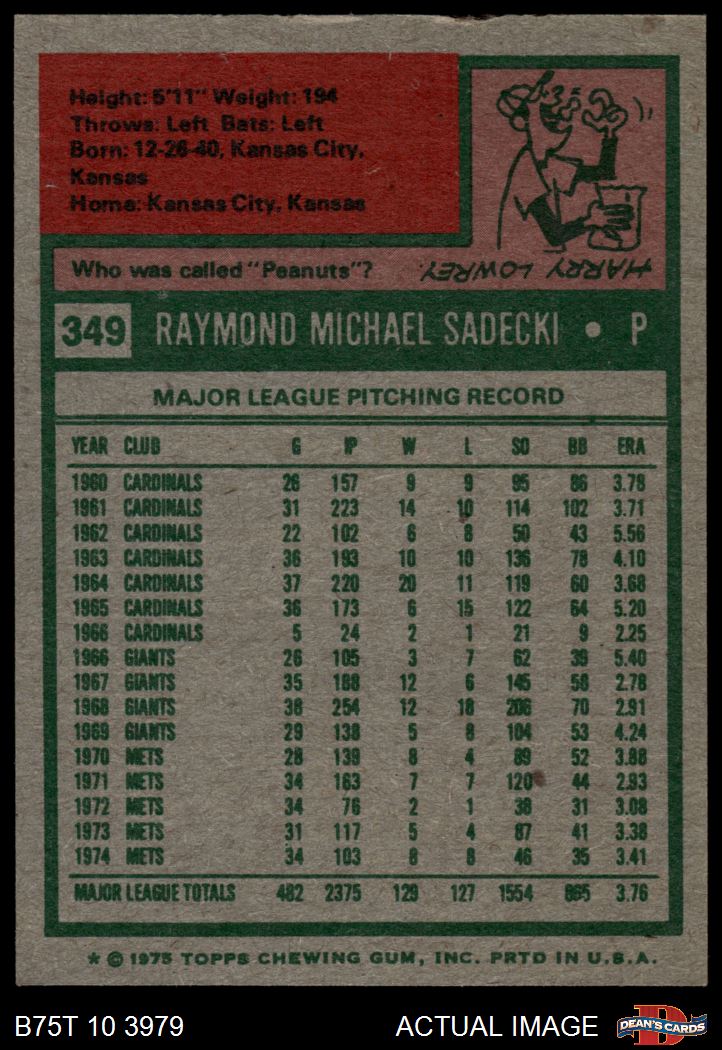 Height: 5'11" Weight: 194
Throws: Left Bats: Left
Born: 12-26-40, Kansas City,
Kansas
Home: Kansas City, Kansas
Who was called "Peanuts"?
HARRY LOWREY.
349 RAYMOND MICHAEL SADECKI • P
MAJOR LEAGUE PITCHING RECORD
YEAR CLUB G IP W L SO BB ERA
1960 CARDINALS 26 157 9 9 95 86 3.79
1961 CARDINALS 31 223 14 10 114 102 3.71
1962 CARDINALS 22 102 6 8 50 43 5.56
1963 CARDINALS 36 193 10 10 136 78 4.10
1964 CARDINALS 37 220 20 11 119 60 3.68
1965 CARDINALS 36 173 6 15 122 64 5.20
1966 CARDINALS 5 24 2 1 21 9 2.25
1966 GIANTS 26 105 3 7 62 39 5.40
1967 GIANTS 35 188 12 6 145 58 2.78
1968 GIANTS 38 254 12 18 206 70 2.91
1969 GIANTS 29 138 5 8 104 53 4.24
1970 METS 28 139 8 4 89 52 3.88
1971 METS 34 163 7 7 120 44 2.93
1972 METS 34 76 2 1 38 31 3.08
1973 METS 31 117 5 4 87 41 3.38
1974 METS 34 103 8 8 46 35 3.41
MAJOR LEAGUE TOTALS 482 2375 129 127 1554 865 3.76
* © 1975 TOPPS CHEWING GUM, INC. PRTD IN U.S.A.
B75T 10 3979 ACTUAL IMAGE DEAN'S CARDS